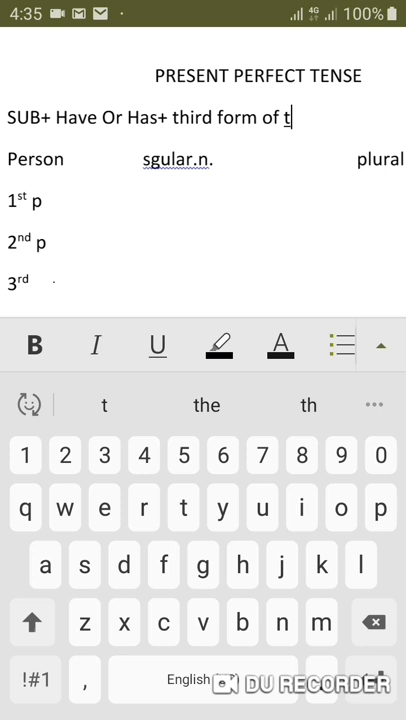 4:35 4G 100%
PRESENT PERFECT TENSE
SUB+ Have Or Has+ third form of t
Person sgular.n. plural
1st p
2nd p
3rd
B I U A
t the th
1 2 3 4 5 6 7 8 9 0
q w e r t y u i o p
a s d f g h j k l
z x c v b n m
!#1 , English DU RECORDER